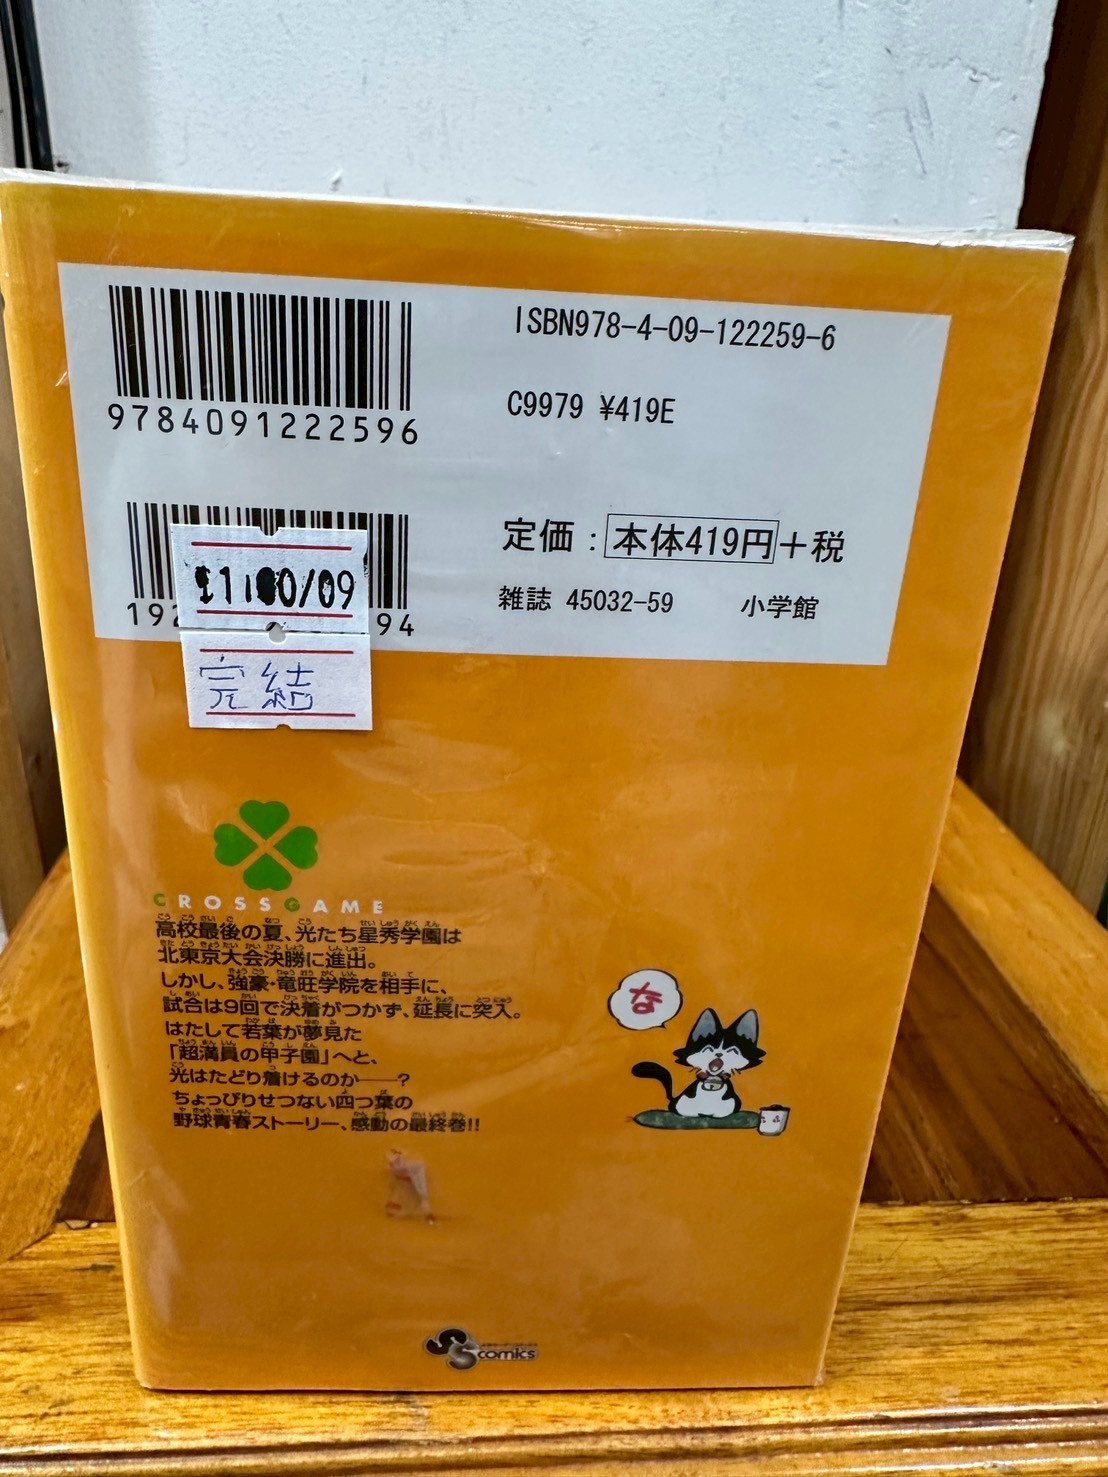 ISBN978-4-09-122259-6
9784091222596
C9979 ¥419E
定価：本体419円＋税
雑誌 45032-59 小学館
192
94
/09
完結
CROSS GAME
高校最後の夏、光たち星秀学園は
北東京大会決勝に進出。
しかし、強豪・竜旺学院を相手に、
試合は9回で決着がつかず、延長に突入。
はたして若葉が夢見た
「超満員の甲子園」へと、
光はたどり着けるのか――?
ちょっぴりせつない四つ葉の
野球青春ストーリー、感動の最終巻!!
な
comics